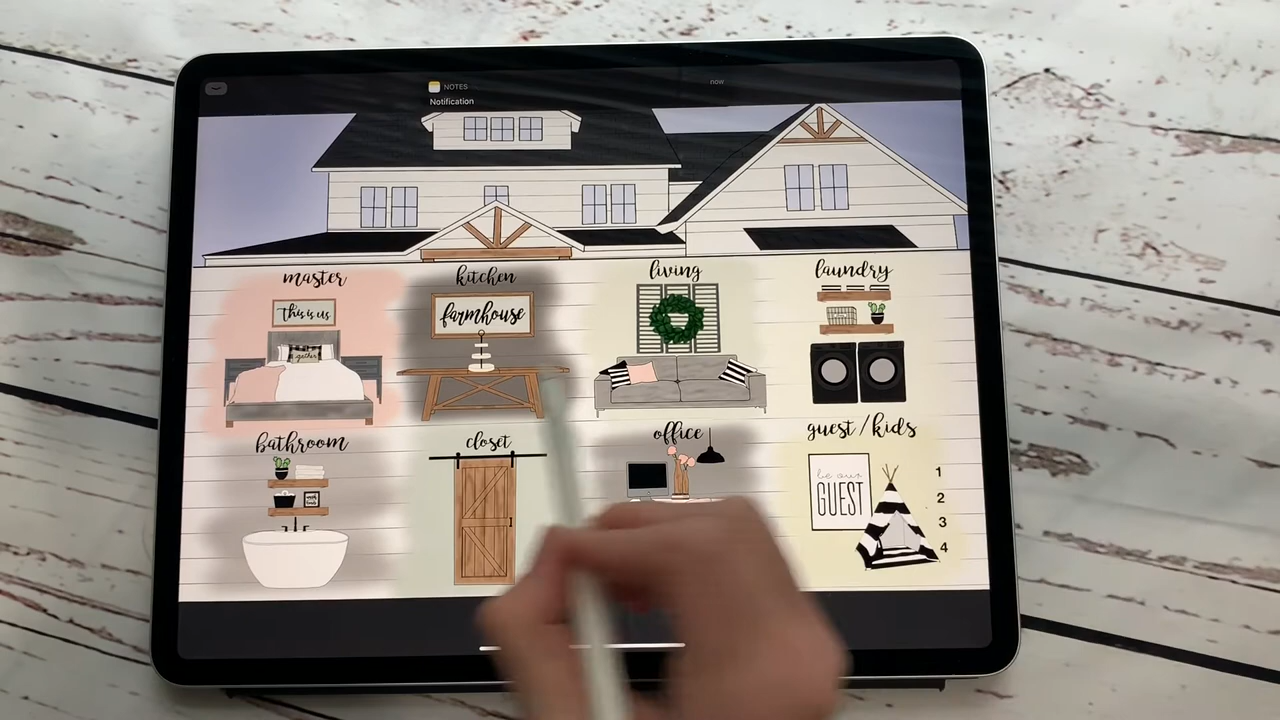 NOTES
now
Notification
master
kitchen
living
laundry
this is us
farmhouse
gather
bathroom
closet
office
guest / kids
be our
GUEST
1
2
3
4